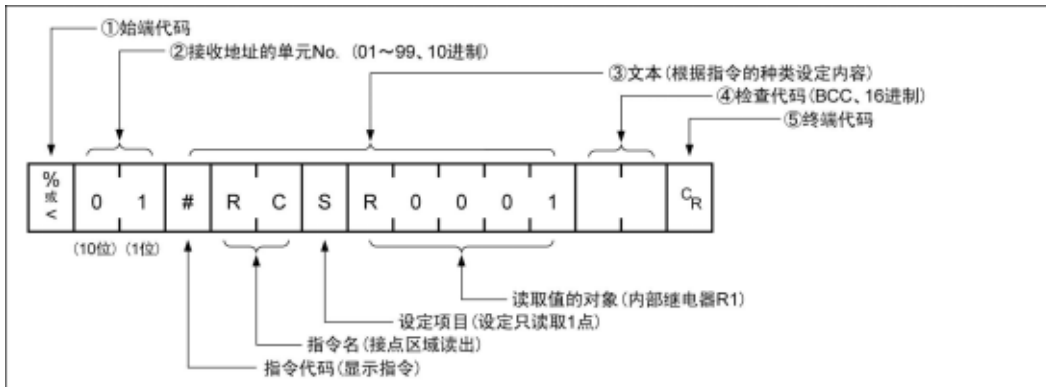 ①始端代码
②接收地址的单元No. (01～99、10进制)
③文本(根据指令的种类设定内容)
④检查代码(BCC、16进制)
⑤终端代码
% 或 < 0 1 # R C S R 0 0 0 1 CR
(10位) (1位)
读取值的对象(内部继电器R1)
设定项目(设定只读取1点)
指令名(接点区域读出)
指令代码(显示指令)